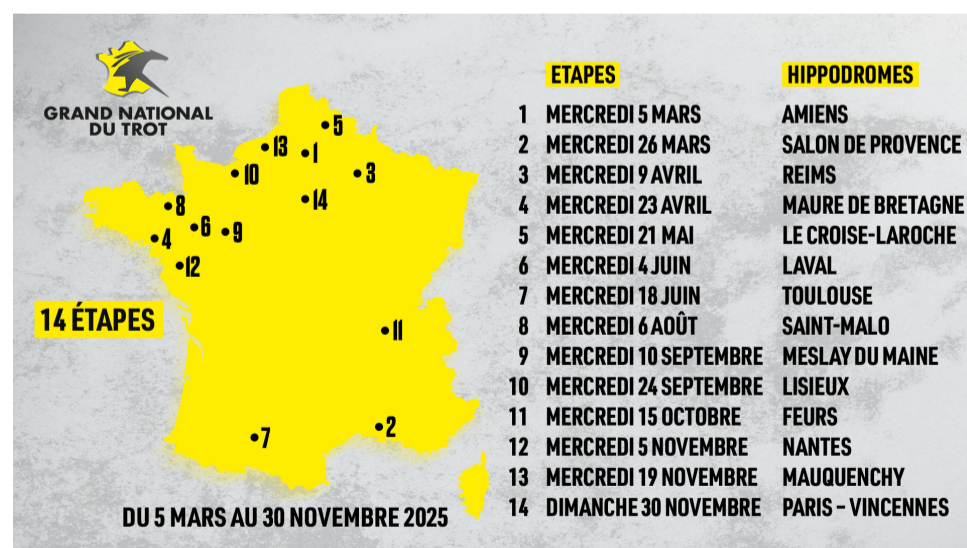 GRAND NATIONAL
DU TROT
5
13
1
10
3
14
8
6
9
4
12
11
2
7
14 ÉTAPES
DU 5 MARS AU 30 NOVEMBRE 2025
ETAPES HIPPODROMES
1 MERCREDI 5 MARS AMIENS
2 MERCREDI 26 MARS SALON DE PROVENCE
3 MERCREDI 9 AVRIL REIMS
4 MERCREDI 23 AVRIL MAURE DE BRETAGNE
5 MERCREDI 21 MAI LE CROISE-LAROCHE
6 MERCREDI 4 JUIN LAVAL
7 MERCREDI 18 JUIN TOULOUSE
8 MERCREDI 6 AOÛT SAINT-MALO
9 MERCREDI 10 SEPTEMBRE MESLAY DU MAINE
10 MERCREDI 24 SEPTEMBRE LISIEUX
11 MERCREDI 15 OCTOBRE FEURS
12 MERCREDI 5 NOVEMBRE NANTES
13 MERCREDI 19 NOVEMBRE MAUQUENCHY
14 DIMANCHE 30 NOVEMBRE PARIS – VINCENNES